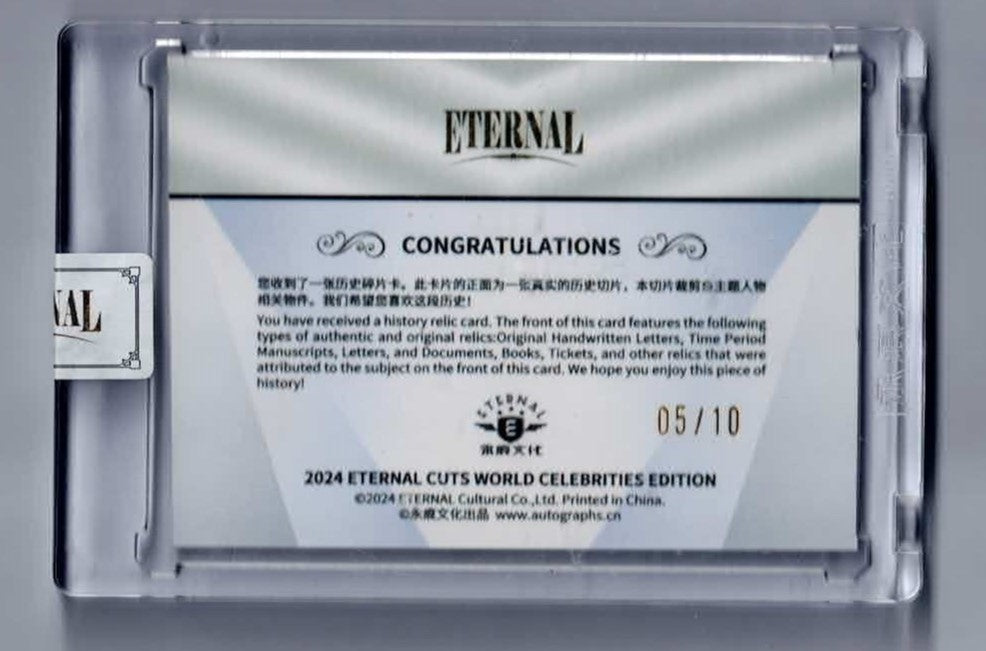 ETERNAL
CONGRATULATIONS
您收到了一张历史碎片卡。此卡片的正面为一张真实的历史切片，本切片裁剪自主题人物
相关物件。我们希望您喜欢这段历史!
You have received a history relic card. The front of this card features the following
types of authentic and original relics:Original Handwritten Letters, Time Period
Manuscripts, Letters, and Documents, Books, Tickets, and other relics that were
attributed to the subject on the front of this card. We hope you enjoy this piece of
history!
NAL
ETERNAL
E
永痕文化
05/10
2024 ETERNAL CUTS WORLD CELEBRITIES EDITION
©2024 ETERNAL Cultural Co.,Ltd. Printed in China.
©永痕文化出品 www.autographs.cn